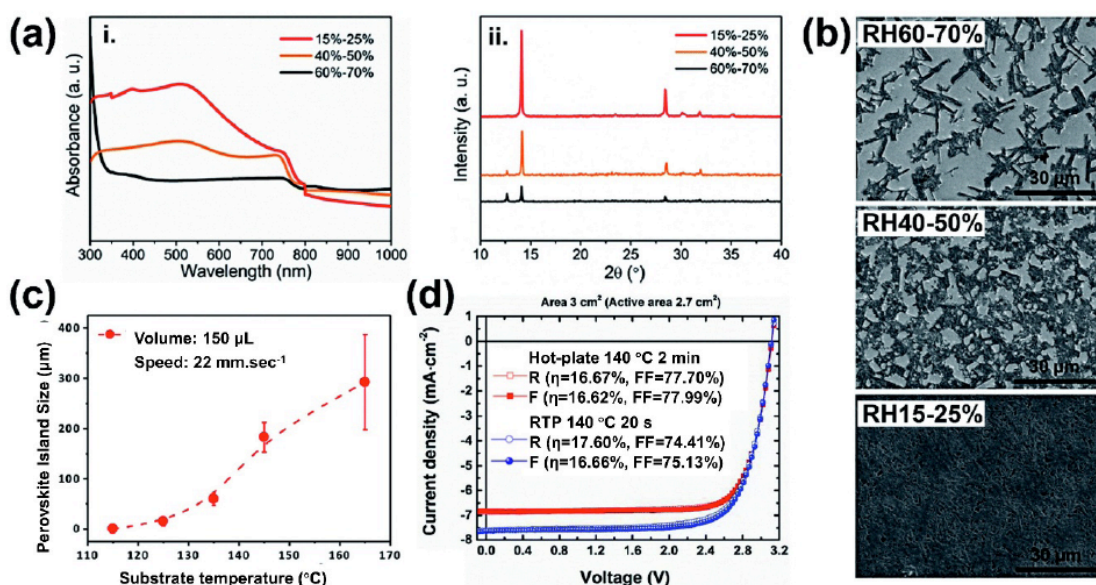 (a)
i.
15%-25%
40%-50%
60%-70%
Absorbance (a. u.)
300 400 500 600 700 800 900 1000
Wavelength (nm)
ii.
15%-25%
40%-50%
60%-70%
Intensity (a. u.)
10 15 20 25 30 35 40
2θ (°)
(b)
RH60-70%
30 μm
RH40-50%
30 μm
RH15-25%
30 μm
(c)
Volume: 150 μL
Speed: 22 mm.sec⁻¹
Perovskite Island Size (μm)
400
300
200
100
0
110 120 130 140 150 160 170
Substrate temperature (°C)
(d)
Area 3 cm² (Active area 2.7 cm²)
Hot-plate 140 °C 2 min
R (η=16.67%, FF=77.70%)
F (η=16.62%, FF=77.99%)
RTP 140 °C 20 s
R (η=17.60%, FF=74.41%)
F (η=16.66%, FF=75.13%)
Current density (mA·cm⁻²)
1
0
-1
-2
-3
-4
-5
-6
-7
-8
0.0 0.4 0.8 1.2 1.6 2.0 2.4 2.8 3.2
Voltage (V)